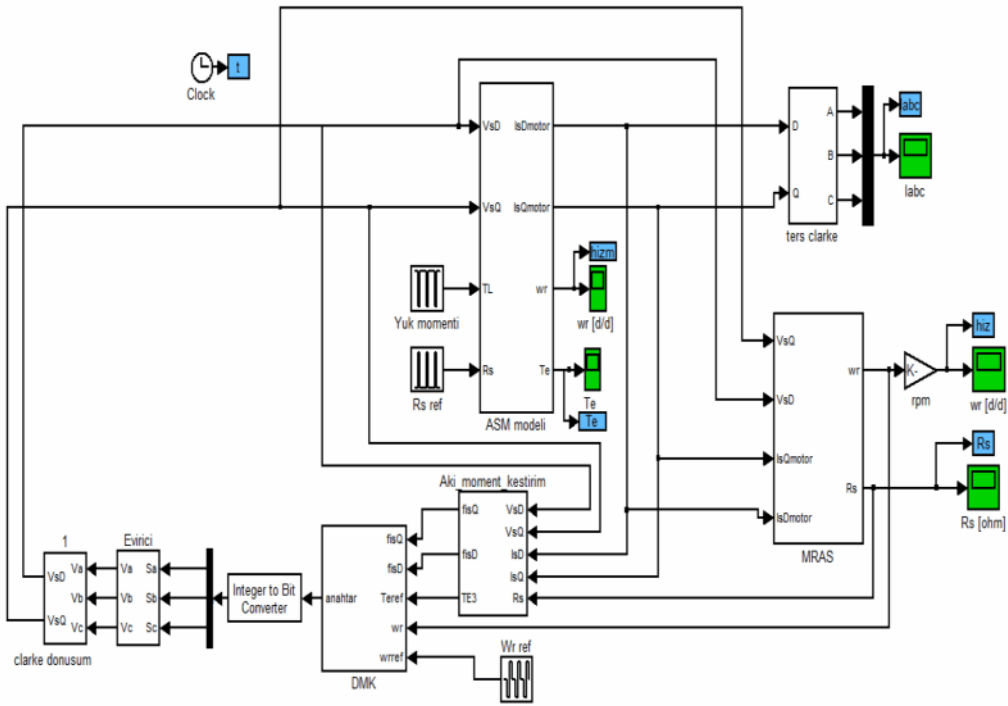 t
Clock
VsD
IsDmotor
VsQ
IsQmotor
TL
wr
Rs
Te
ASM modeli
Yuk momenti
Rs ref
hizm
wr [d/d]
Te
Te
D
Q
A
B
C
ters clarke
Iabc
Iabc
VsQ
VsD
IsQmotor
IsDmotor
wr
Rs
MRAS
K-
rpm
hiz
wr [d/d]
Rs
Rs [ohm]
Aki_moment_kestirim
fisQ
fisD
TE3
VsD
VsQ
IsD
IsQ
Rs
fisQ
fisD
Teref
wr
wrref
anahtar
DMK
Wr ref
Integer to Bit
Converter
Evirici
Va
Vb
Vc
Sa
Sb
Sc
1
VsD
VsQ
Va
Vb
Vc
clarke donusum